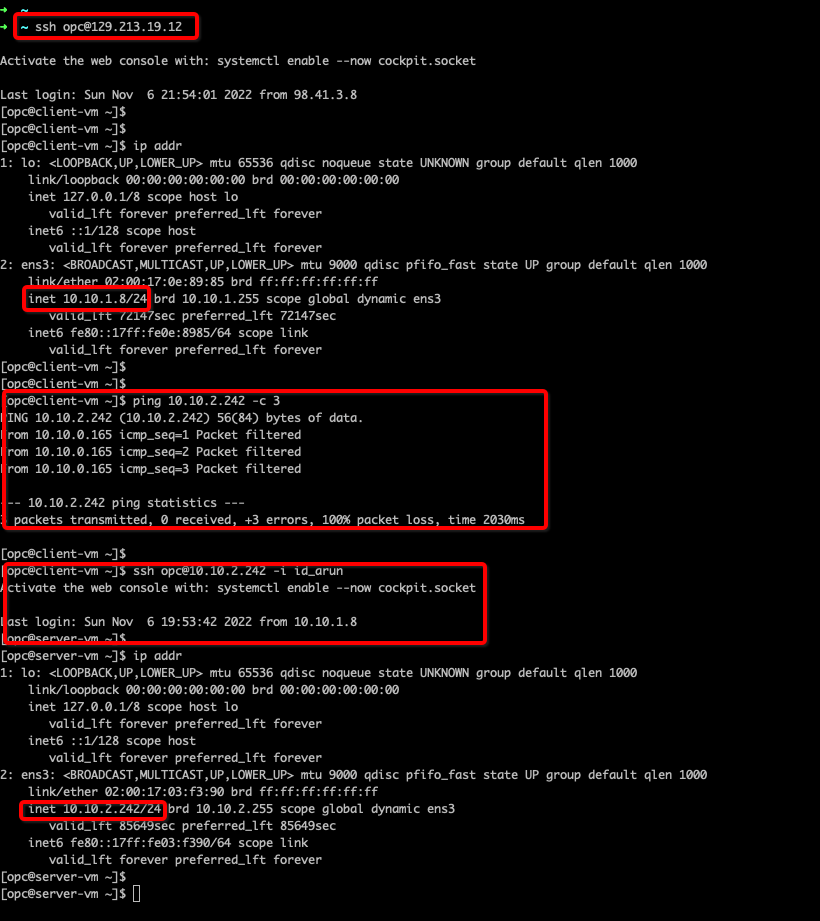 → ~
→ ~ ssh opc@129.213.19.12
Activate the web console with: systemctl enable --now cockpit.socket
Last login: Sun Nov  6 21:54:01 2022 from 98.41.3.8
[opc@client-vm ~]$
[opc@client-vm ~]$
[opc@client-vm ~]$ ip addr
1: lo: <LOOPBACK,UP,LOWER_UP> mtu 65536 qdisc noqueue state UNKNOWN group default qlen 1000
    link/loopback 00:00:00:00:00:00 brd 00:00:00:00:00:00
    inet 127.0.0.1/8 scope host lo
       valid_lft forever preferred_lft forever
    inet6 ::1/128 scope host
       valid_lft forever preferred_lft forever
2: ens3: <BROADCAST,MULTICAST,UP,LOWER_UP> mtu 9000 qdisc pfifo_fast state UP group default qlen 1000
    link/ether 02:00:17:0e:89:85 brd ff:ff:ff:ff:ff:ff
    inet 10.10.1.8/24 brd 10.10.1.255 scope global dynamic ens3
       valid_lft 72147sec preferred_lft 72147sec
    inet6 fe80::17ff:fe0e:8985/64 scope link
       valid_lft forever preferred_lft forever
[opc@client-vm ~]$
[opc@client-vm ~]$
[opc@client-vm ~]$ ping 10.10.2.242 -c 3
PING 10.10.2.242 (10.10.2.242) 56(84) bytes of data.
From 10.10.0.165 icmp_seq=1 Packet filtered
From 10.10.0.165 icmp_seq=2 Packet filtered
From 10.10.0.165 icmp_seq=3 Packet filtered
--- 10.10.2.242 ping statistics ---
3 packets transmitted, 0 received, +3 errors, 100% packet loss, time 2030ms
[opc@client-vm ~]$
[opc@client-vm ~]$ ssh opc@10.10.2.242 -i id_arun
Activate the web console with: systemctl enable --now cockpit.socket
Last login: Sun Nov  6 19:53:42 2022 from 10.10.1.8
[opc@server-vm ~]$
[opc@server-vm ~]$ ip addr
1: lo: <LOOPBACK,UP,LOWER_UP> mtu 65536 qdisc noqueue state UNKNOWN group default qlen 1000
    link/loopback 00:00:00:00:00:00 brd 00:00:00:00:00:00
    inet 127.0.0.1/8 scope host lo
       valid_lft forever preferred_lft forever
    inet6 ::1/128 scope host
       valid_lft forever preferred_lft forever
2: ens3: <BROADCAST,MULTICAST,UP,LOWER_UP> mtu 9000 qdisc pfifo_fast state UP group default qlen 1000
    link/ether 02:00:17:03:f3:90 brd ff:ff:ff:ff:ff:ff
    inet 10.10.2.242/24 brd 10.10.2.255 scope global dynamic ens3
       valid_lft 85649sec preferred_lft 85649sec
    inet6 fe80::17ff:fe03:f390/64 scope link
       valid_lft forever preferred_lft forever
[opc@server-vm ~]$
[opc@server-vm ~]$